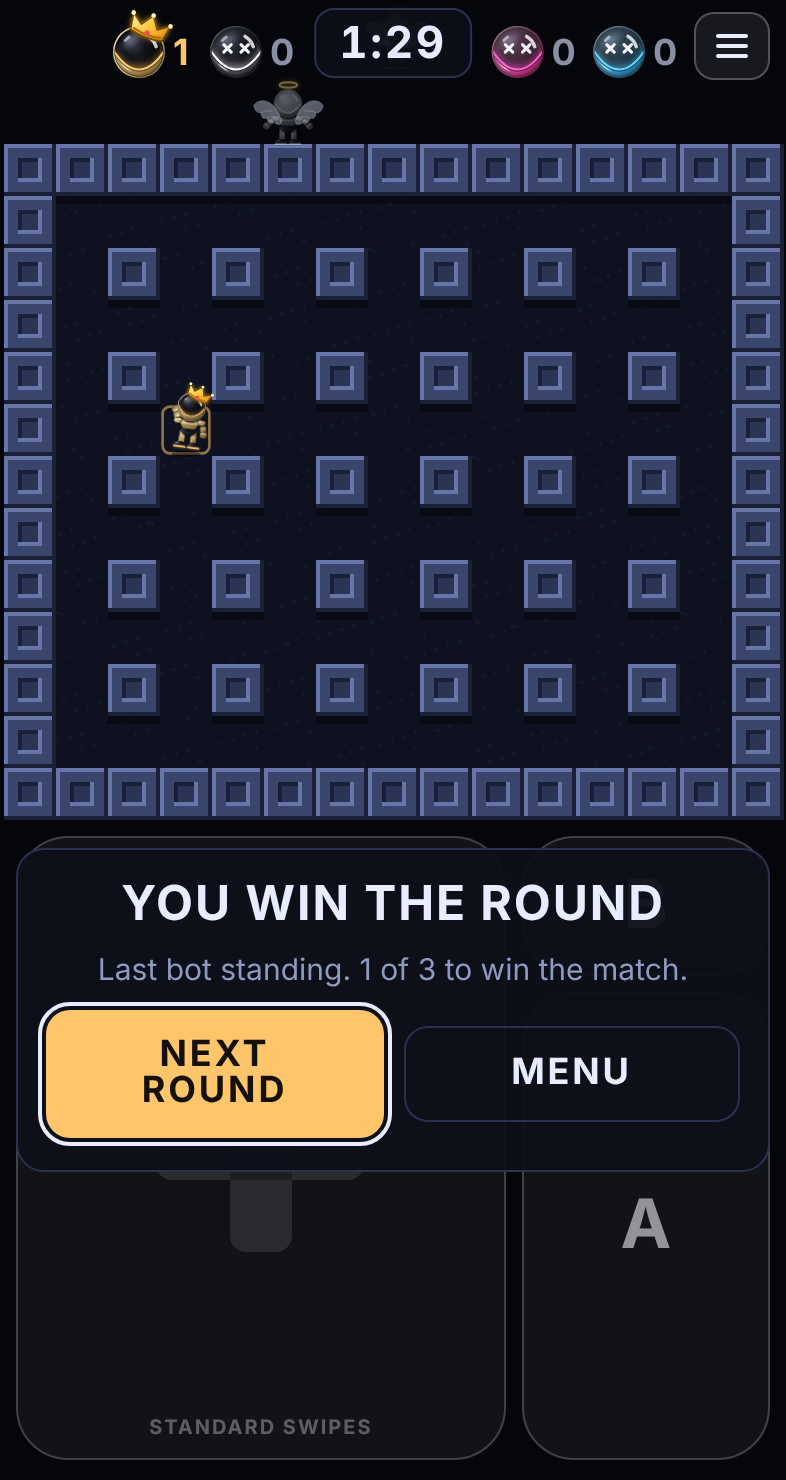 1 0 1:29 0 0
YOU WIN THE ROUND
Last bot standing. 1 of 3 to win the match.
NEXT
ROUND
MENU
A
STANDARD SWIPES